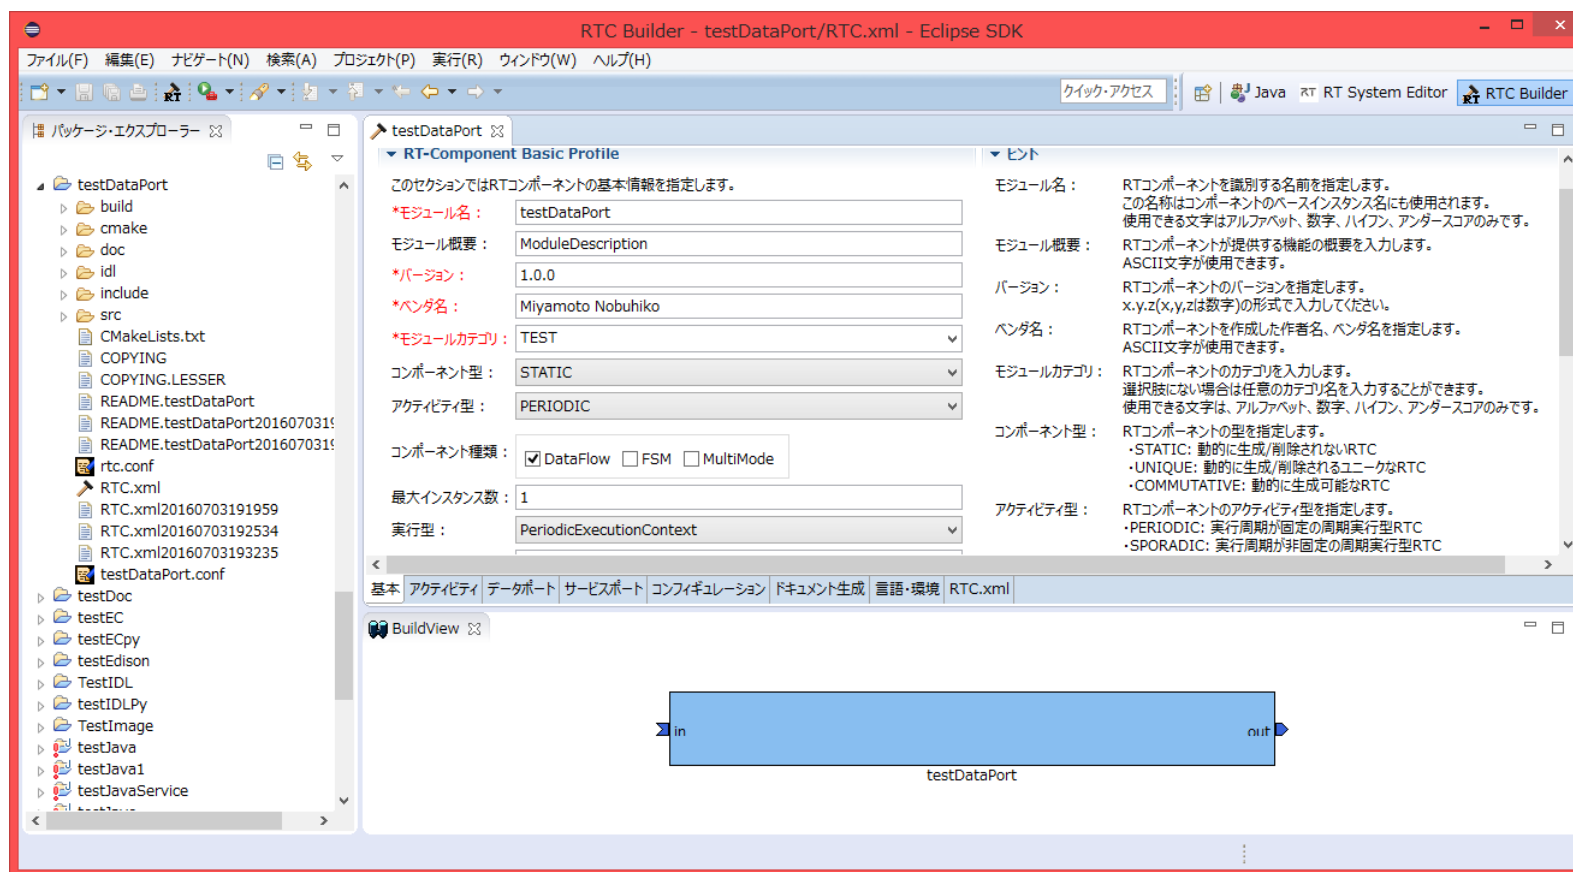 RTC Builder - testDataPort/RTC.xml - Eclipse SDK
ファイル(F) 編集(E) ナビゲート(N) 検索(A) プロジェクト(P) 実行(R) ウィンドウ(W) ヘルプ(H)
クイック・アクセス Java RT RT System Editor RTC Builder
パッケージ・エクスプローラー
testDataPort
build
cmake
doc
idl
include
src
CMakeLists.txt
COPYING
COPYING.LESSER
README.testDataPort
README.testDataPort2016070319
README.testDataPort2016070319
rtc.conf
RTC.xml
RTC.xml20160703191959
RTC.xml20160703192534
RTC.xml20160703193235
testDataPort.conf
testDoc
testEC
testECpy
testEdison
TestIDL
testIDLPy
TestImage
testJava
testJava1
testJavaService
testDataPort
RT-Component Basic Profile
このセクションではRTコンポーネントの基本情報を指定します。
*モジュール名： testDataPort
モジュール概要： ModuleDescription
*バージョン： 1.0.0
*ベンダ名： Miyamoto Nobuhiko
*モジュールカテゴリ： TEST
コンポーネント型： STATIC
アクティビティ型： PERIODIC
コンポーネント種類： DataFlow FSM MultiMode
最大インスタンス数： 1
実行型： PeriodicExecutionContext
ヒント
モジュール名： RTコンポーネントを識別する名前を指定します。
この名称はコンポーネントのベースインスタンス名にも使用されます。
使用できる文字はアルファベット、数字、ハイフン、アンダースコアのみです。
モジュール概要： RTコンポーネントが提供する機能の概要を入力します。
ASCII文字が使用できます。
バージョン： RTコンポーネントのバージョンを指定します。
x.y.z(x,y,zは数字)の形式で入力してください。
ベンダ名： RTコンポーネントを作成した作者名、ベンダ名を指定します。
ASCII文字が使用できます。
モジュールカテゴリ： RTコンポーネントのカテゴリを入力します。
選択肢にない場合は任意のカテゴリ名を入力することができます。
使用できる文字は、アルファベット、数字、ハイフン、アンダースコアのみです。
コンポーネント型： RTコンポーネントの型を指定します。
・STATIC: 動的に生成/削除されないRTC
・UNIQUE: 動的に生成/削除されるユニークなRTC
・COMMUTATIVE: 動的に生成可能なRTC
アクティビティ型： RTコンポーネントのアクティビティ型を指定します。
・PERIODIC: 実行周期が固定の周期実行型RTC
・SPORADIC: 実行周期が非固定の周期実行型RTC
基本 アクティビティ データポート サービスポート コンフィギュレーション ドキュメント生成 言語・環境 RTC.xml
BuildView
in out
testDataPort